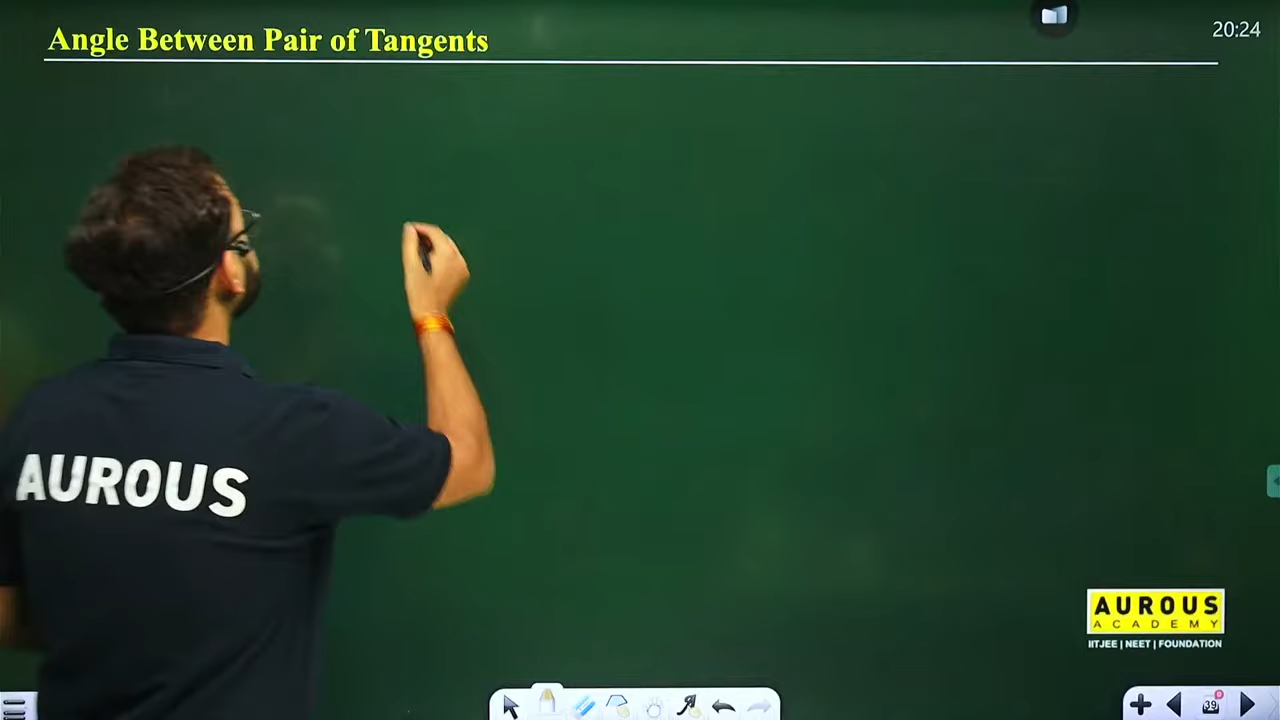 Angle Between Pair of Tangents
20:24
AUROUS
AUROUS
ACADEMY
IITJEE | NEET | FOUNDATION
39